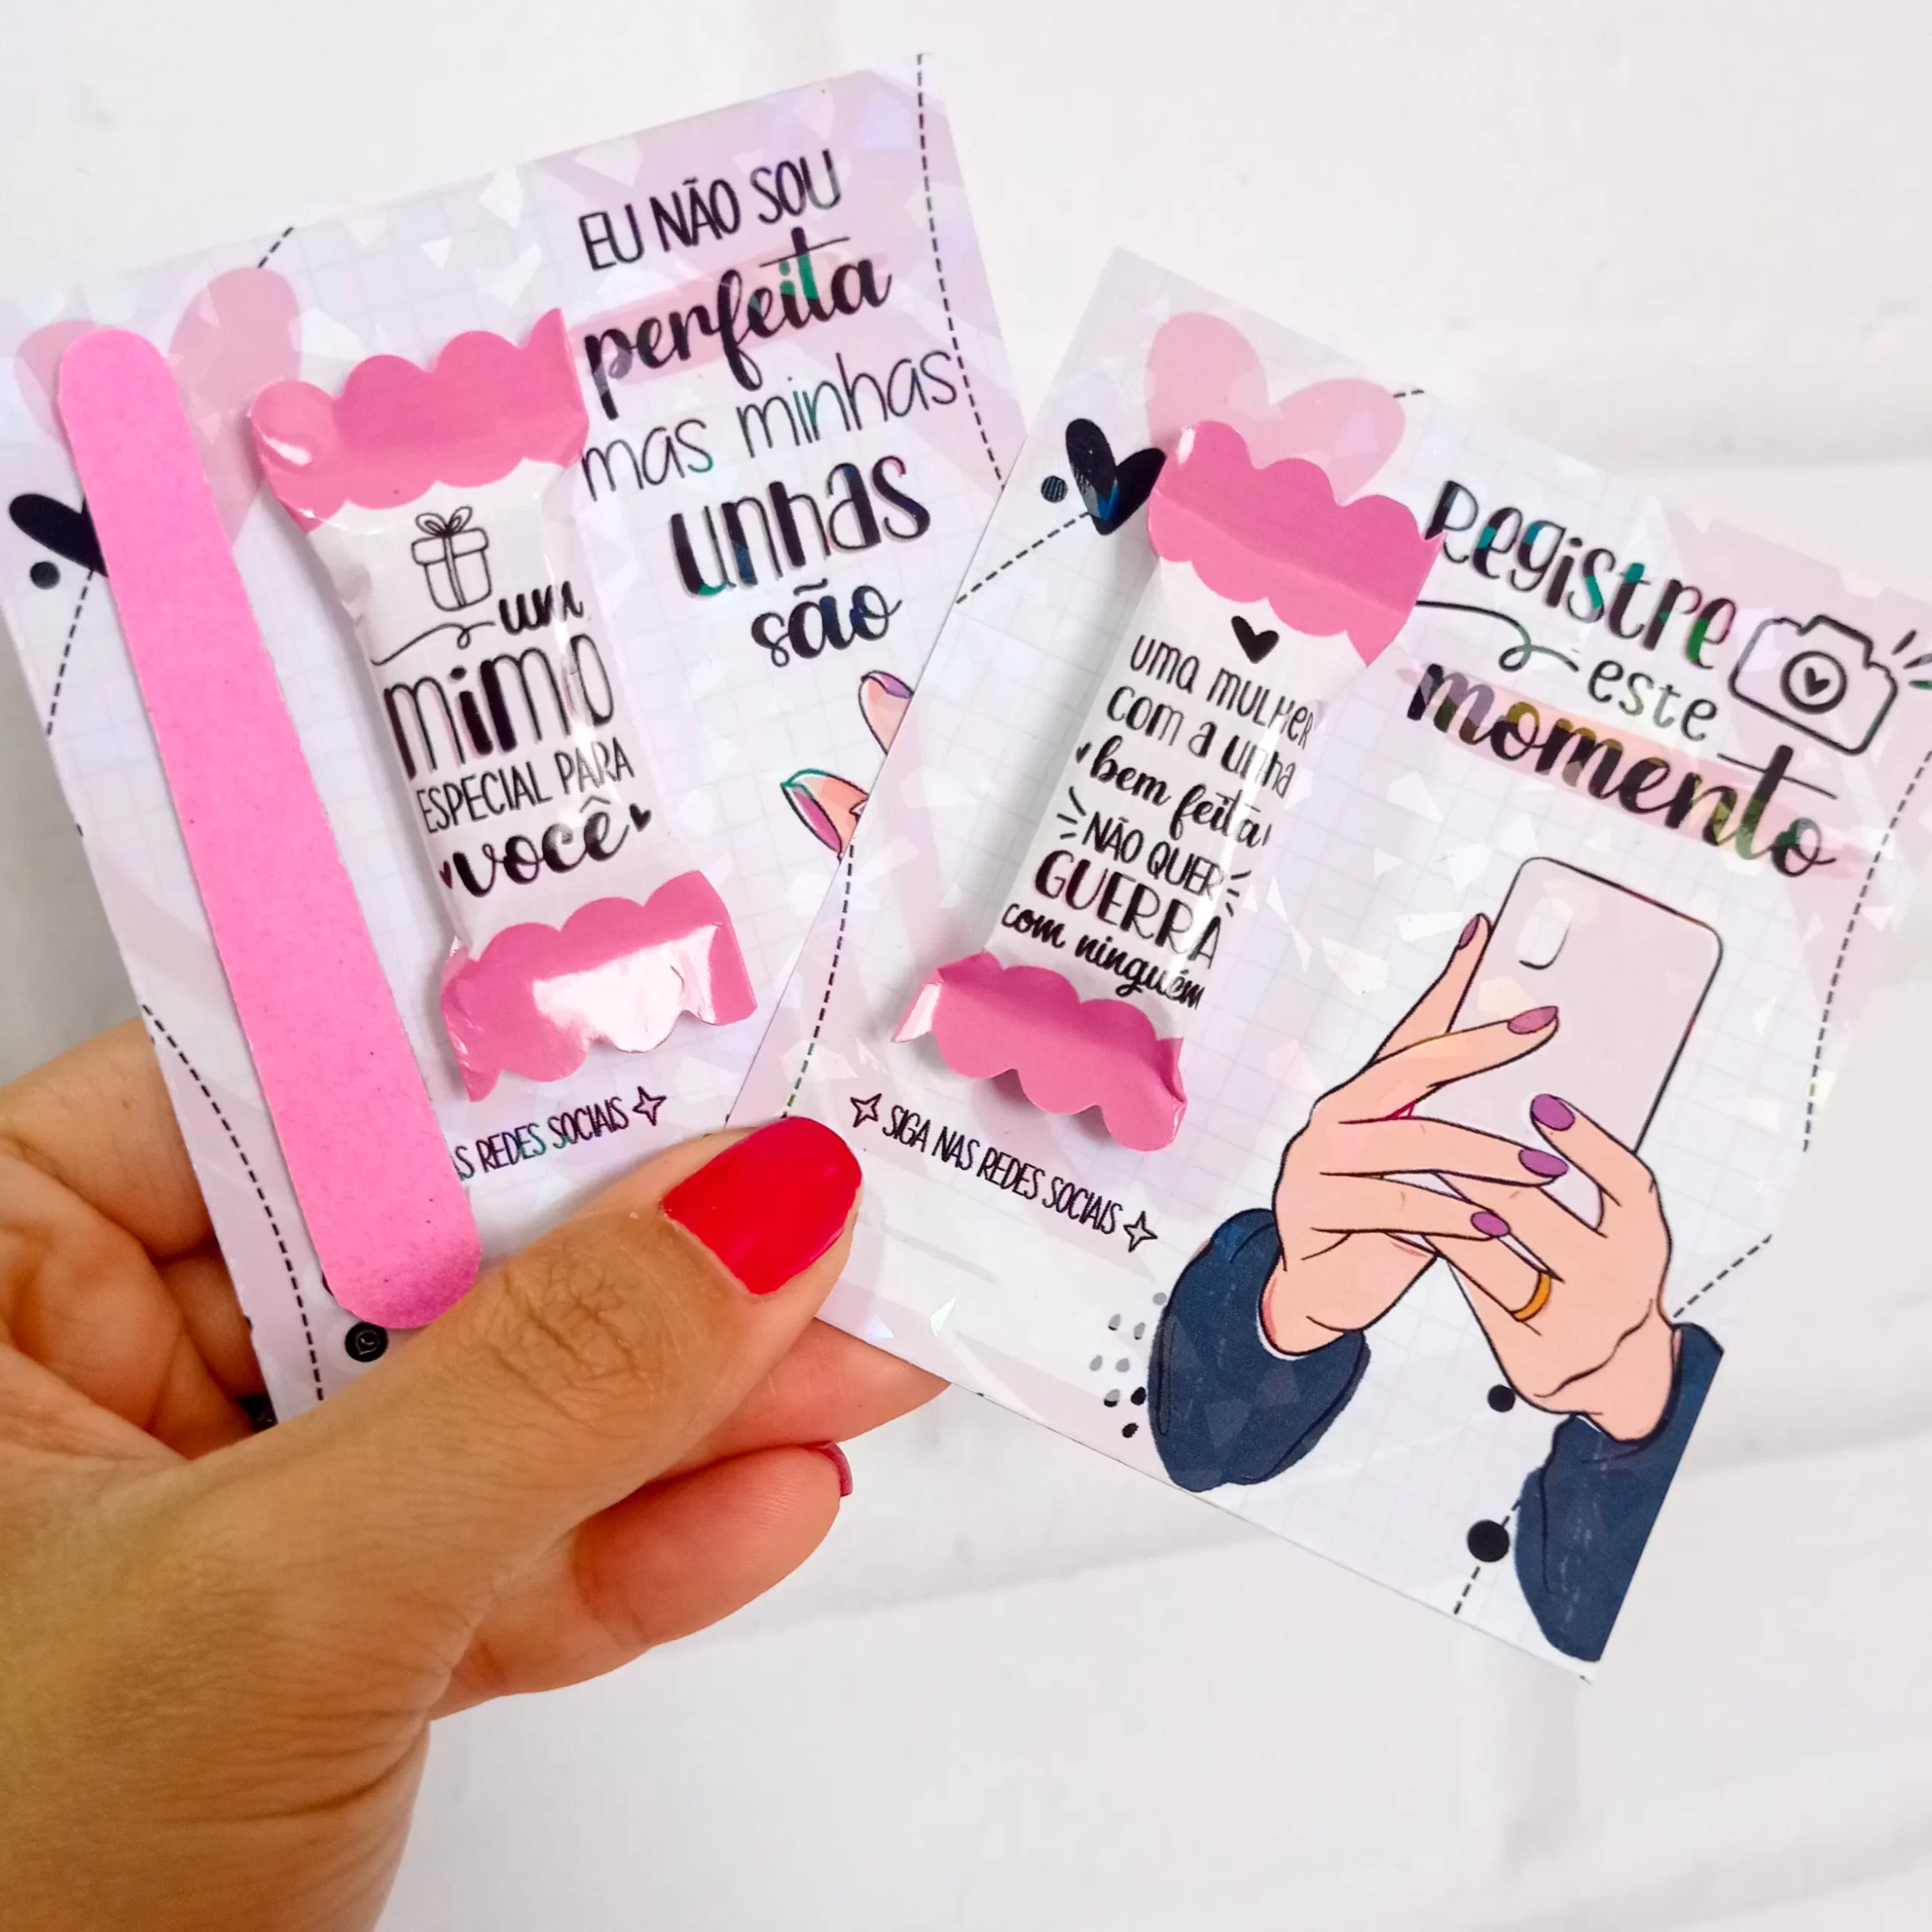 EU NÃO SOU
perfeita
mas minhas
unhas
são
um
mimo
ESPECIAL PARA
você
REDES SOCIAIS
Registre
este
momento
uma mulher
com a unha
bem feita
NÃO QUER
GUERRA
com ninguém
SIGA NAS REDES SOCIAIS